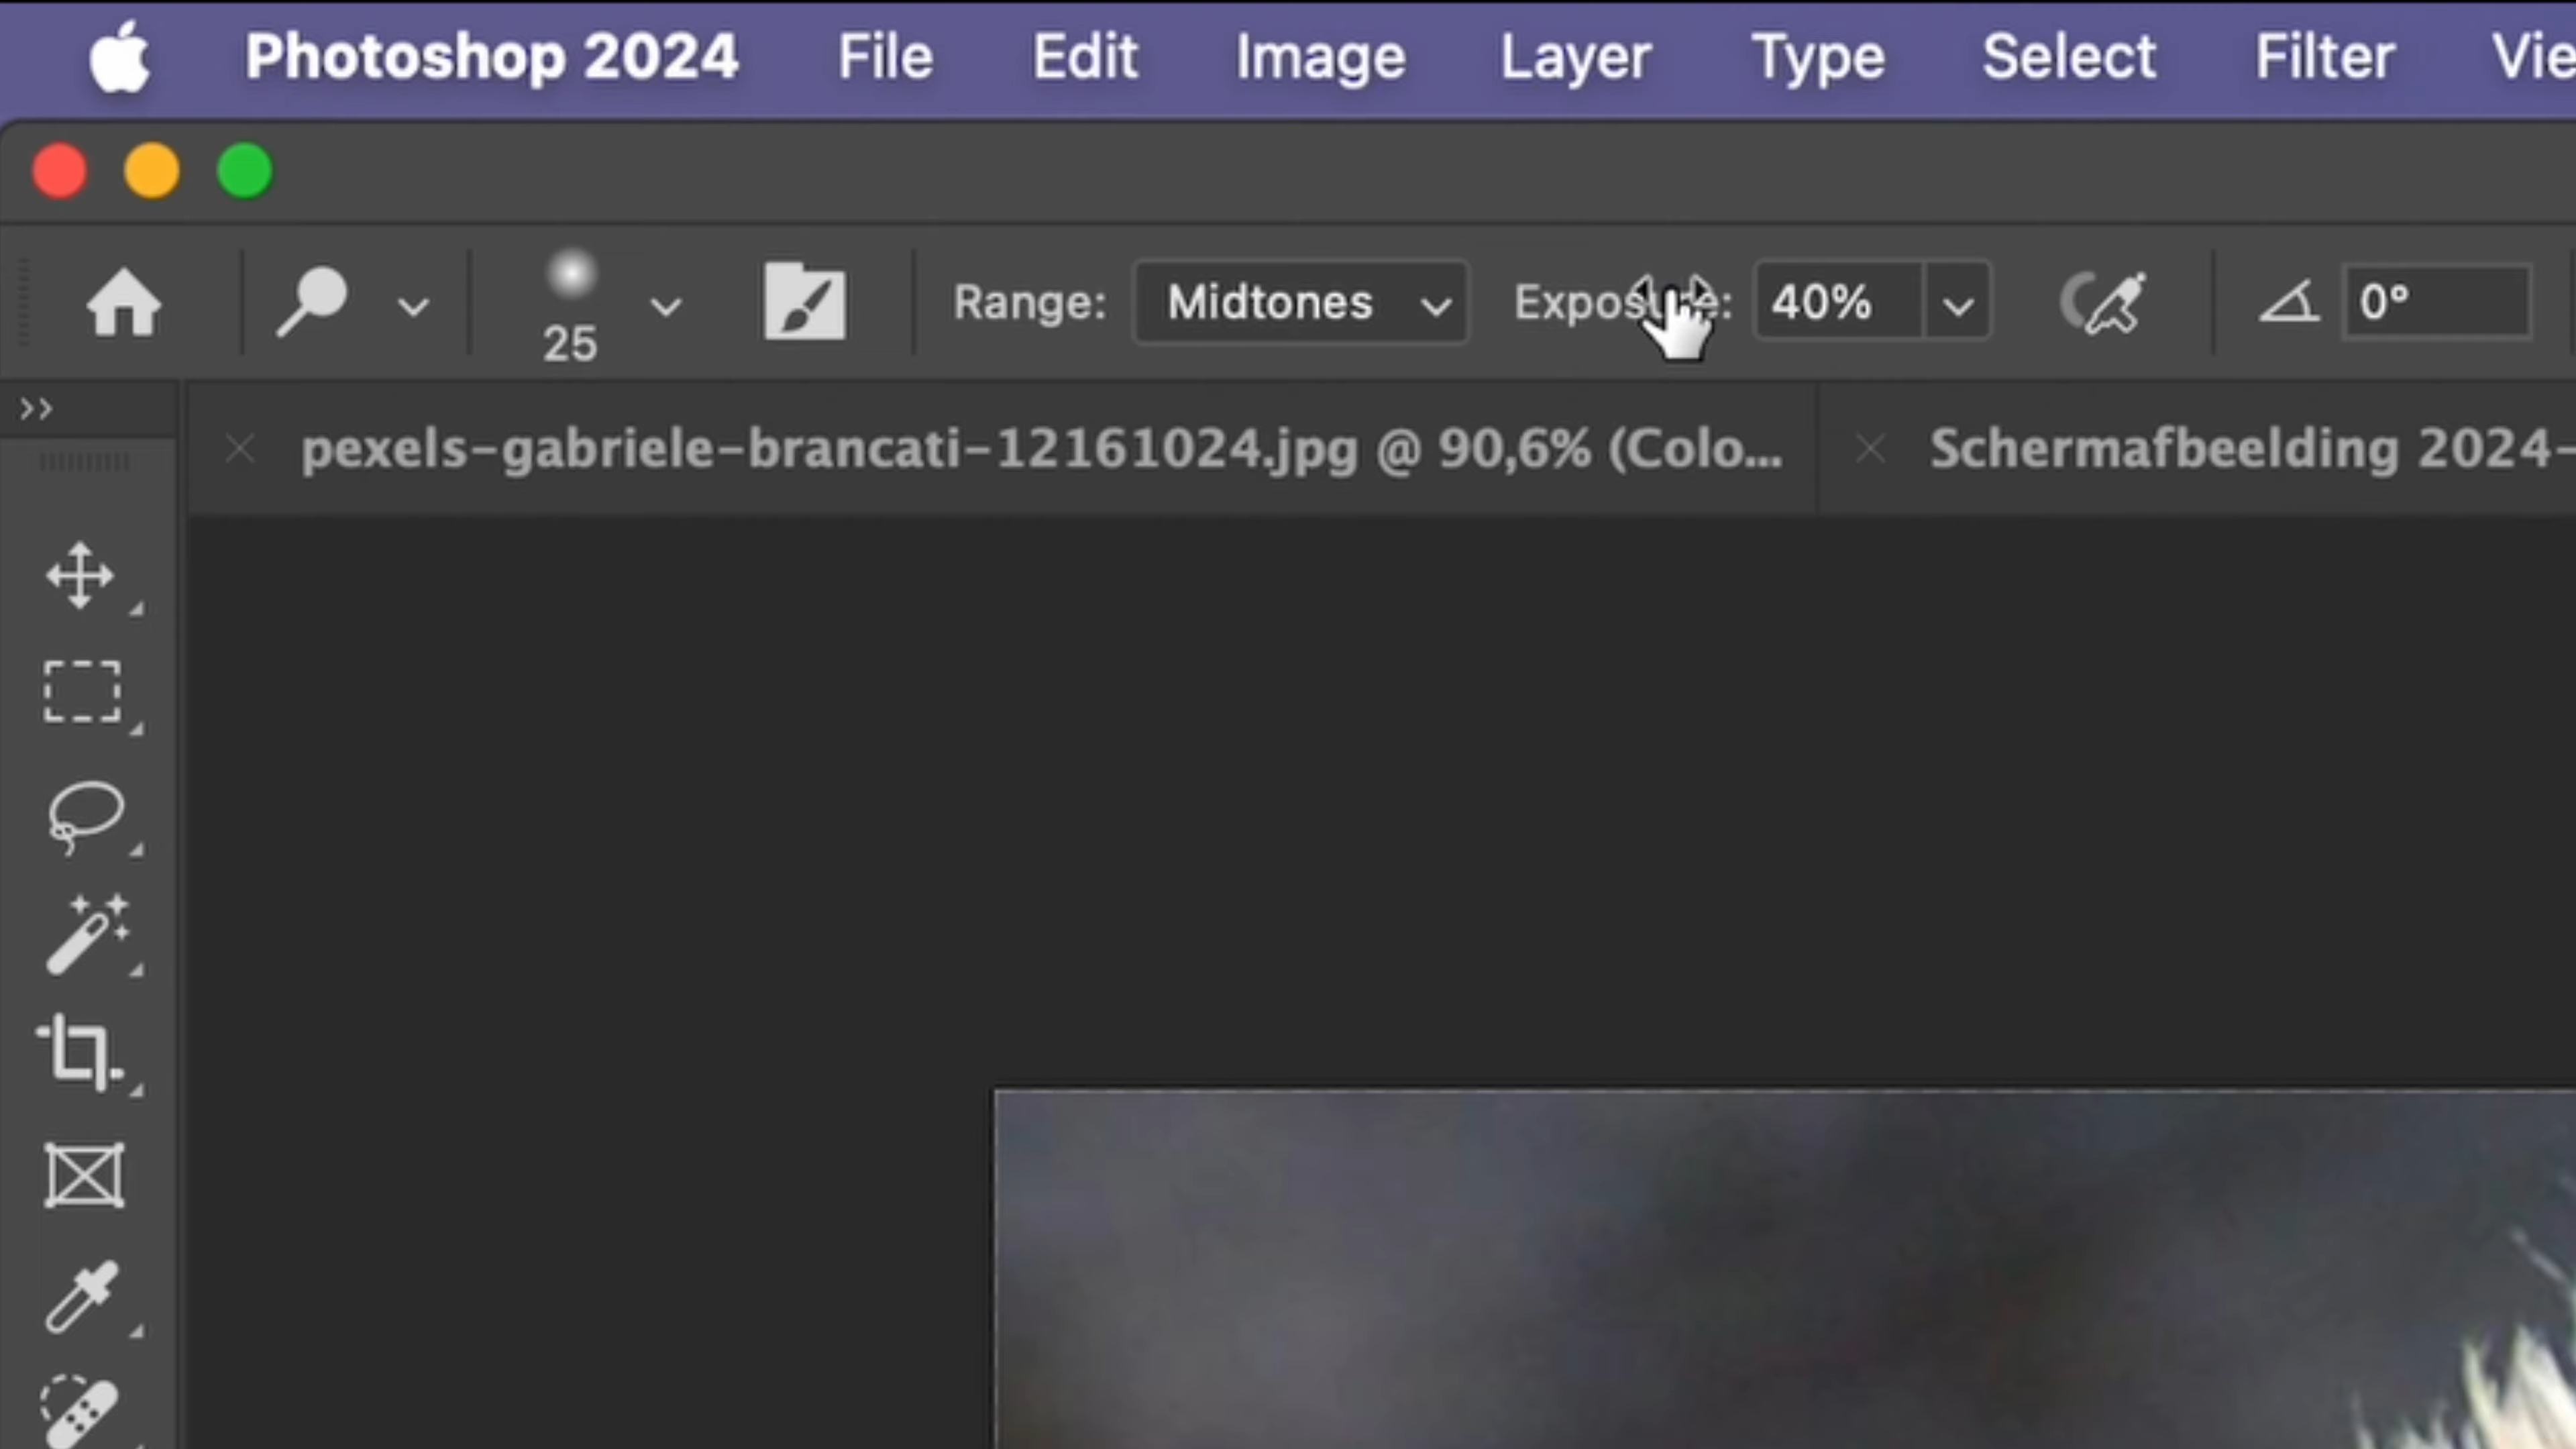 Photoshop 2024 File Edit Image Layer Type Select Filter Vie
25 Range: Midtones Exposure: 40% 0°
pexels-gabriele-brancati-12161024.jpg @ 90,6% (Colo... Schermafbeelding 2024-